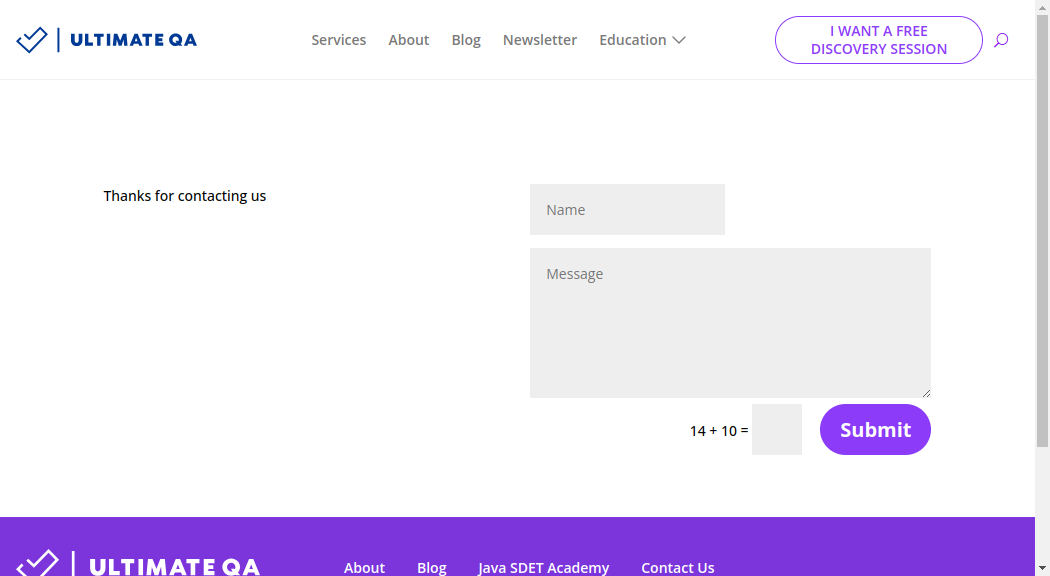 ULTIMATE QA
Services
About
Blog
Newsletter
Education
I WANT A FREE
DISCOVERY SESSION
Thanks for contacting us
Name
Message
14 + 10 =
Submit
ULTIMATE QA
About
Blog
Java SDET Academy
Contact Us